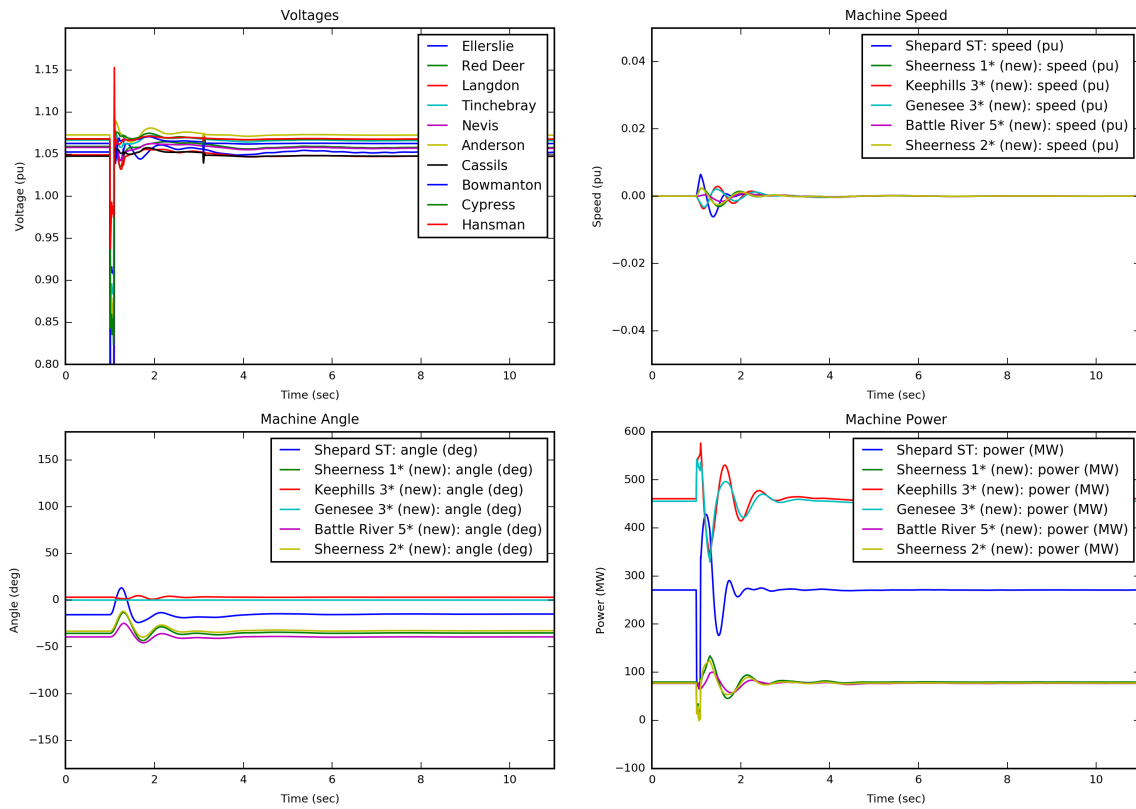 Voltages
1.15
1.10
1.05
1.00
0.95
0.90
0.85
0.80
Voltage (pu)
Ellerslie
Red Deer
Langdon
Tinchebray
Nevis
Anderson
Cassils
Bowmanton
Cypress
Hansman
0 2 4 6 8 10
Time (sec)
Machine Speed
0.04
0.02
0.00
−0.02
−0.04
Speed (pu)
Shepard ST: speed (pu)
Sheerness 1* (new): speed (pu)
Keephills 3* (new): speed (pu)
Genesee 3* (new): speed (pu)
Battle River 5* (new): speed (pu)
Sheerness 2* (new): speed (pu)
0 2 4 6 8 10
Time (sec)
Machine Angle
150
100
50
0
−50
−100
−150
Angle (deg)
Shepard ST: angle (deg)
Sheerness 1* (new): angle (deg)
Keephills 3* (new): angle (deg)
Genesee 3* (new): angle (deg)
Battle River 5* (new): angle (deg)
Sheerness 2* (new): angle (deg)
0 2 4 6 8 10
Time (sec)
Machine Power
600
500
400
300
200
100
0
−100
Power (MW)
Shepard ST: power (MW)
Sheerness 1* (new): power (MW)
Keephills 3* (new): power (MW)
Genesee 3* (new): power (MW)
Battle River 5* (new): power (MW)
Sheerness 2* (new): power (MW)
0 2 4 6 8 10
Time (sec)